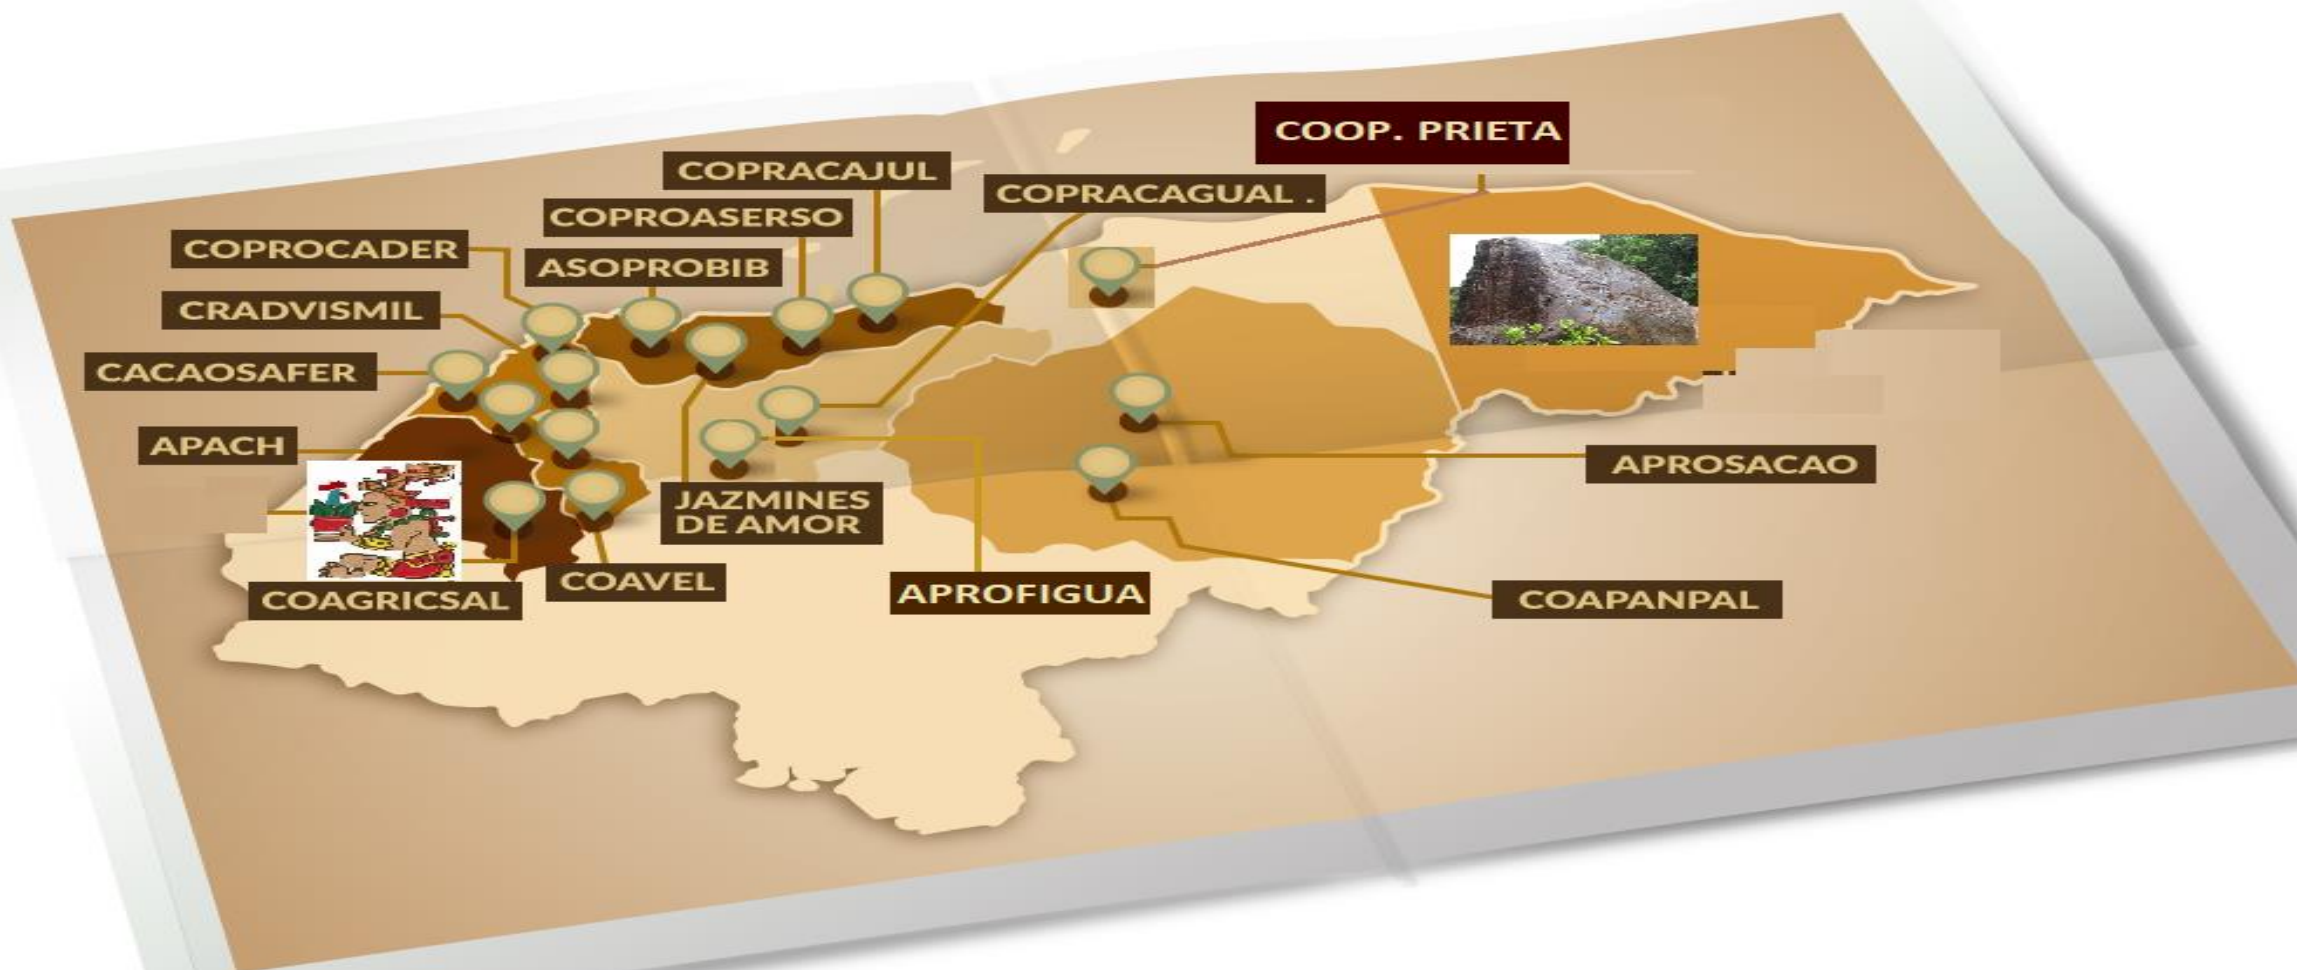 COOP. PRIETA
COPRACAJUL
COPRACAGUAL .
COPROASERSO
COPROCADER
ASOPROBIB
CRADVISMIL
CACAOSAFER
APACH
APROSACAO
JAZMINES
DE AMOR
COAVEL
APROFIGUA
COAGRICSAL
COAPANPAL